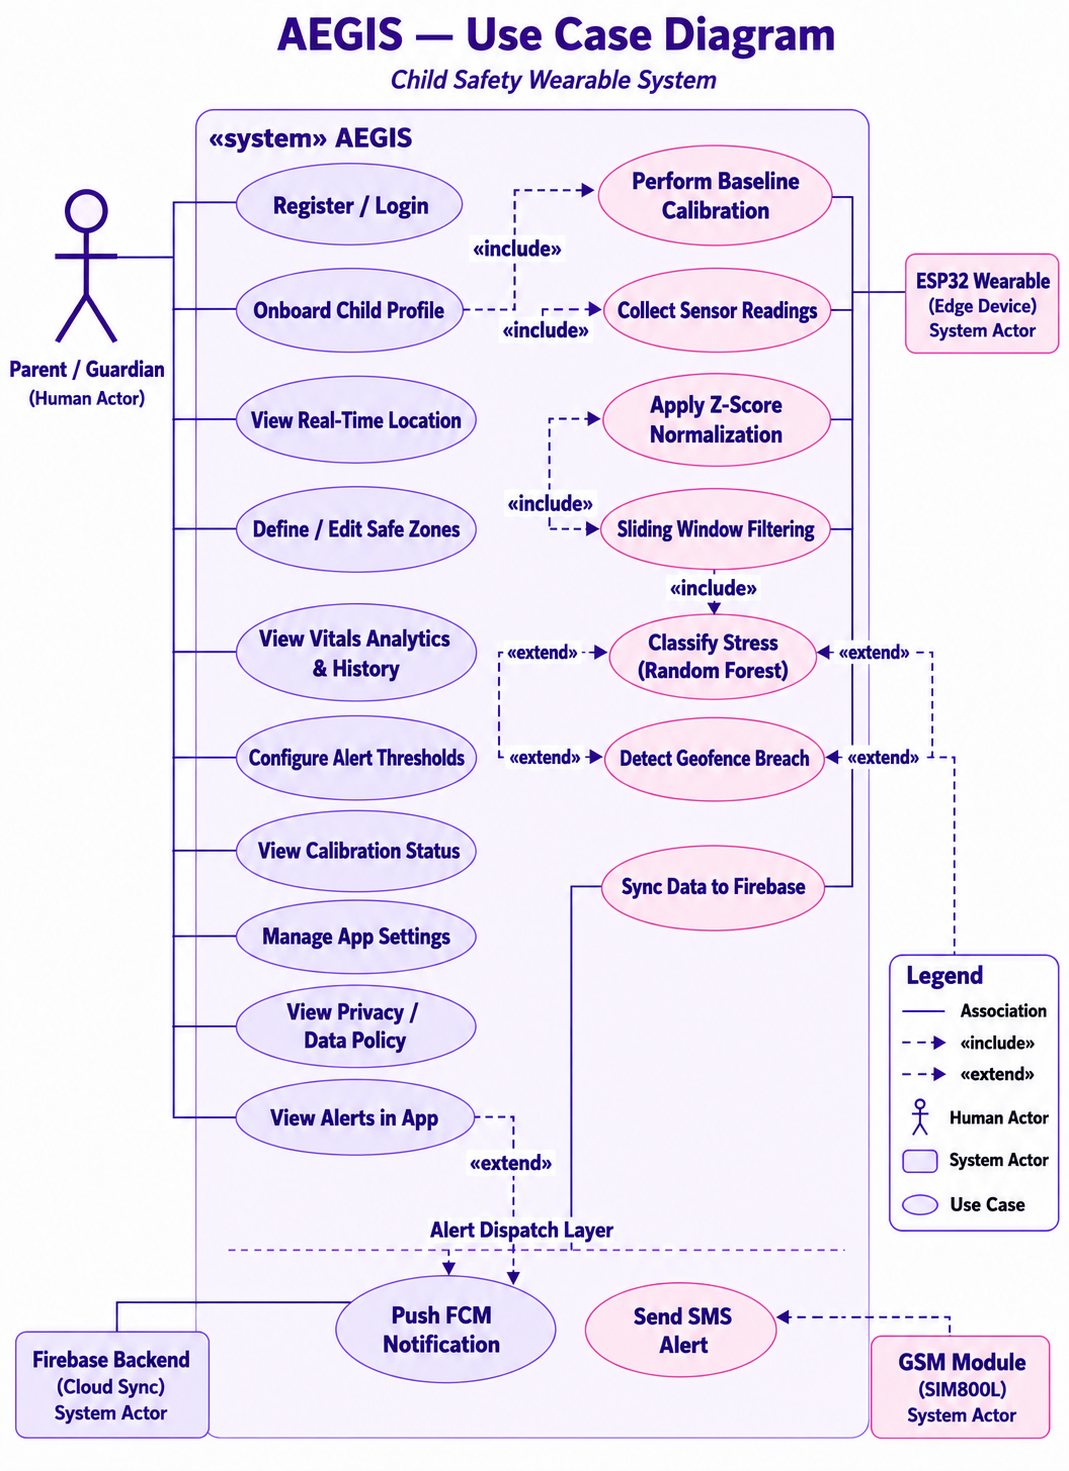 AEGIS — Use Case Diagram
Child Safety Wearable System
«system» AEGIS
Parent / Guardian
(Human Actor)
Register / Login
Onboard Child Profile
View Real-Time Location
Define / Edit Safe Zones
View Vitals Analytics
& History
Configure Alert Thresholds
View Calibration Status
Manage App Settings
View Privacy /
Data Policy
View Alerts in App
«include»
«include»
«include»
«include»
«extend»
«extend»
«extend»
«extend»
«extend»
Perform Baseline
Calibration
Collect Sensor Readings
Apply Z-Score
Normalization
Sliding Window Filtering
Classify Stress
(Random Forest)
Detect Geofence Breach
Sync Data to Firebase
ESP32 Wearable
(Edge Device)
System Actor
Legend
Association
«include»
«extend»
Human Actor
System Actor
Use Case
Alert Dispatch Layer
Push FCM
Notification
Send SMS
Alert
Firebase Backend
(Cloud Sync)
System Actor
GSM Module
(SIM800L)
System Actor